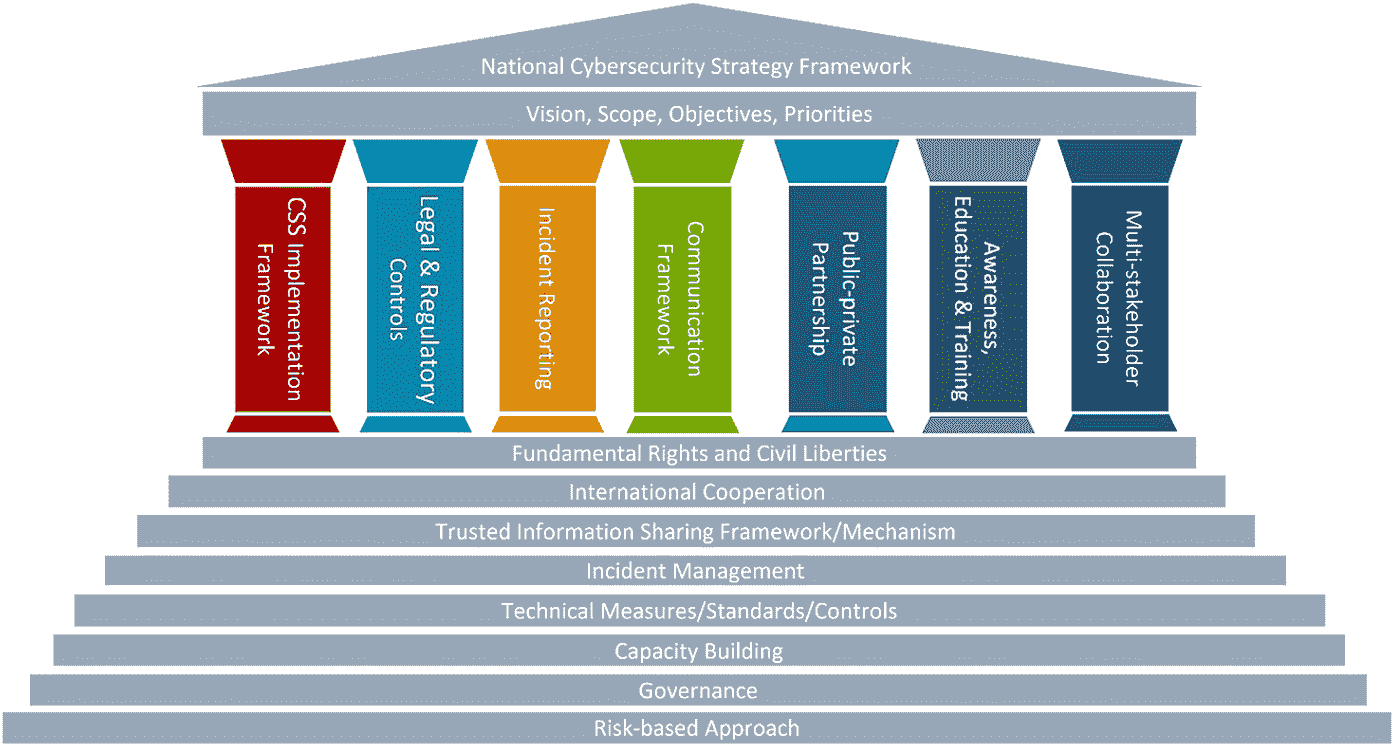 National Cybersecurity Strategy Framework
Vision, Scope, Objectives, Priorities
CSS Implementation
Framework
Legal & Regulatory
Controls
Incident Reporting
Communication
Framework
Public-private
Partnership
Awareness,
Education & Training
Multi-stakeholder
Collaboration
Fundamental Rights and Civil Liberties
International Cooperation
Trusted Information Sharing Framework/Mechanism
Incident Management
Technical Measures/Standards/Controls
Capacity Building
Governance
Risk-based Approach